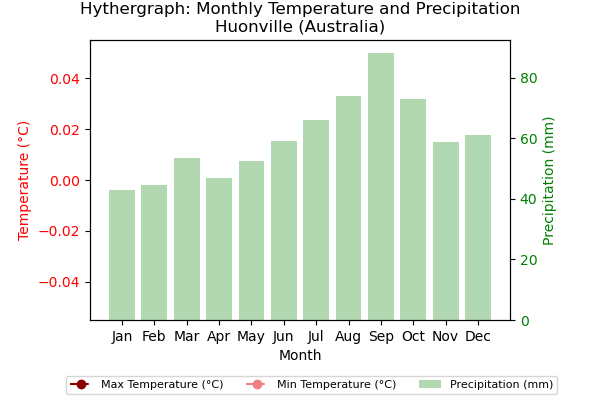 Hythergraph: Monthly Temperature and Precipitation
Huonville (Australia)
Temperature (°C)
0.04
0.02
0.00
−0.02
−0.04
80
60
40
20
0
Precipitation (mm)
Jan Feb Mar Apr May Jun Jul Aug Sep Oct Nov Dec
Month
Max Temperature (°C) Min Temperature (°C) Precipitation (mm)